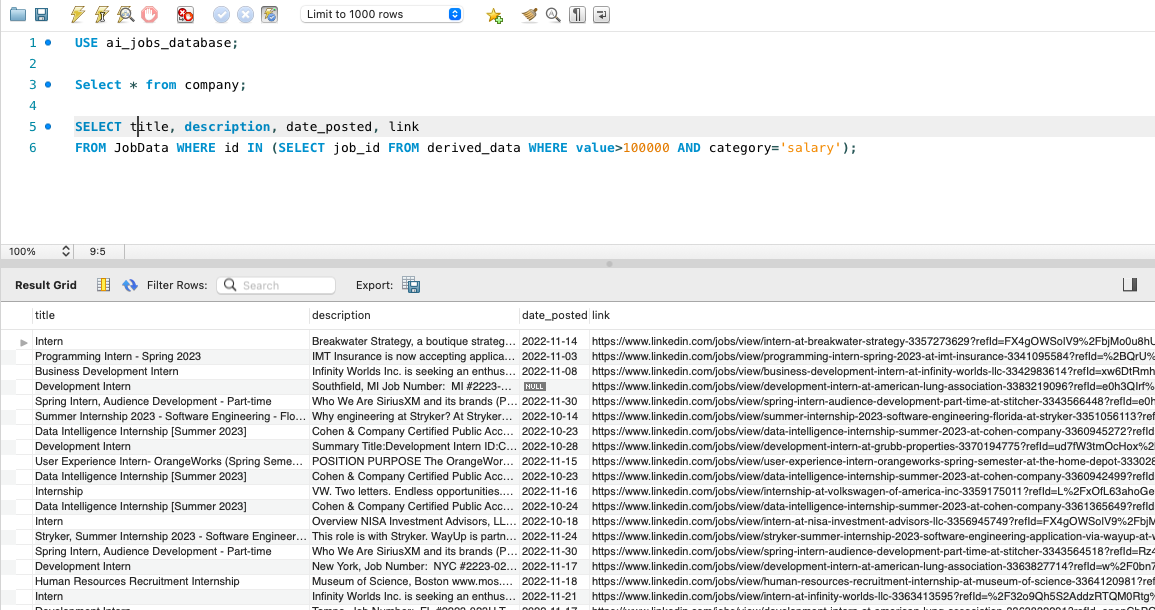 Limit to 1000 rows
1 USE ai_jobs_database;
2
3 Select * from company;
4
5 SELECT title, description, date_posted, link
6 FROM JobData WHERE id IN (SELECT job_id FROM derived_data WHERE value>100000 AND category='salary');
100% 9:5
Result Grid Filter Rows: Search Export:
title description date_posted link
Intern Breakwater Strategy, a boutique strateg... 2022-11-14 https://www.linkedin.com/jobs/view/intern-at-breakwater-strategy-3357273629?refId=FX4gOWSolV9%2FbjMo0u8hU
Programming Intern - Spring 2023 IMT Insurance is now accepting applica... 2022-11-03 https://www.linkedin.com/jobs/view/programming-intern-spring-2023-at-imt-insurance-3341095584?refId=%2BQrU%
Business Development Intern Infinity Worlds Inc. is seeking an enthus... 2022-11-08 https://www.linkedin.com/jobs/view/business-development-intern-at-infinity-worlds-llc-3342983614?refId=xw6DtRmh
Development Intern Southfield, MI Job Number: MI #2223-... NULL https://www.linkedin.com/jobs/view/development-intern-at-american-lung-association-3383219096?refId=e0h3QIrf%
Spring Intern, Audience Development - Part-time Who We Are SiriusXM and its brands (P... 2022-11-30 https://www.linkedin.com/jobs/view/spring-intern-audience-development-part-time-at-stitcher-3343566448?refId=e0h
Summer Internship 2023 - Software Engineering - Flo... Why engineering at Stryker? At Stryker... 2022-10-14 https://www.linkedin.com/jobs/view/summer-internship-2023-software-engineering-florida-at-stryker-3351056113?ref
Data Intelligence Internship [Summer 2023] Cohen & Company Certified Public Acc... 2022-10-23 https://www.linkedin.com/jobs/view/data-intelligence-internship-summer-2023-at-cohen-company-3360945272?refId
Development Intern Summary Title:Development Intern ID:C... 2022-10-28 https://www.linkedin.com/jobs/view/development-intern-at-grubb-properties-3370194775?refId=ud7fW3tmOcHox%2
User Experience Intern- OrangeWorks (Spring Seme... POSITION PURPOSE The OrangeWor... 2022-11-15 https://www.linkedin.com/jobs/view/user-experience-intern-orangeworks-spring-semester-at-the-home-depot-333028
Data Intelligence Internship [Summer 2023] Cohen & Company Certified Public Acc... 2022-10-23 https://www.linkedin.com/jobs/view/data-intelligence-internship-summer-2023-at-cohen-company-3360942499?refId
Internship VW. Two letters. Endless opportunities.... 2022-11-16 https://www.linkedin.com/jobs/view/internship-at-volkswagen-of-america-inc-3359175011?refId=L%2FxOfL63ahoGe
Data Intelligence Internship [Summer 2023] Cohen & Company Certified Public Acc... 2022-10-24 https://www.linkedin.com/jobs/view/data-intelligence-internship-summer-2023-at-cohen-company-3361365649?refId
Intern Overview NISA Investment Advisors, LL... 2022-10-18 https://www.linkedin.com/jobs/view/intern-at-nisa-investment-advisors-llc-3356945749?refId=FX4gOWSolV9%2FbjM
Stryker, Summer Internship 2023 - Software Engineer... This role is with Stryker. WayUp is partn... 2022-11-24 https://www.linkedin.com/jobs/view/stryker-summer-internship-2023-software-engineering-application-via-wayup-at-w
Spring Intern, Audience Development - Part-time Who We Are SiriusXM and its brands (P... 2022-11-30 https://www.linkedin.com/jobs/view/spring-intern-audience-development-part-time-at-stitcher-3343564518?refId=Rz4
Development Intern New York, Job Number: NYC #2223-02... 2022-11-17 https://www.linkedin.com/jobs/view/development-intern-at-american-lung-association-3363827714?refId=w%2F0bn7
Human Resources Recruitment Internship Museum of Science, Boston www.mos.... 2022-11-18 https://www.linkedin.com/jobs/view/human-resources-recruitment-internship-at-museum-of-science-3364120981?ref
Intern Infinity Worlds Inc. is seeking an enthus... 2022-11-21 https://www.linkedin.com/jobs/view/intern-at-infinity-worlds-llc-3363413595?refId=%2F32o9Qh5S2AddzRTQM0Rtg%